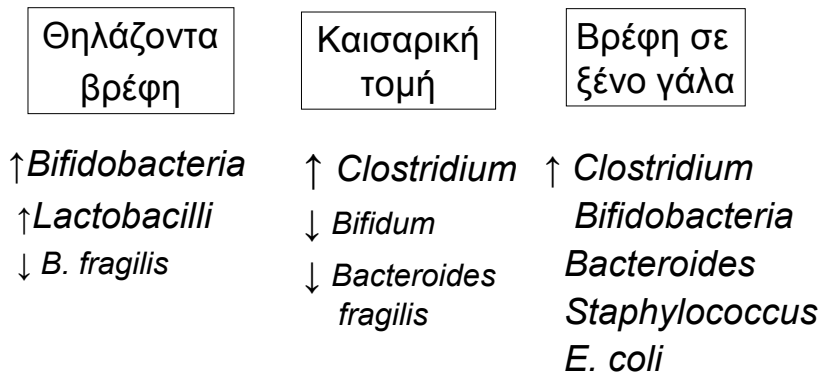 Θηλάζοντα
βρέφη
↑Bifidobacteria
↑Lactobacilli
↓ B. fragilis
Καισαρική
τομή
↑ Clostridium
↓ Bifidum
↓ Bacteroides
fragilis
Βρέφη σε
ξένο γάλα
↑ Clostridium
Bifidobacteria
Bacteroides
Staphylococcus
E. coli